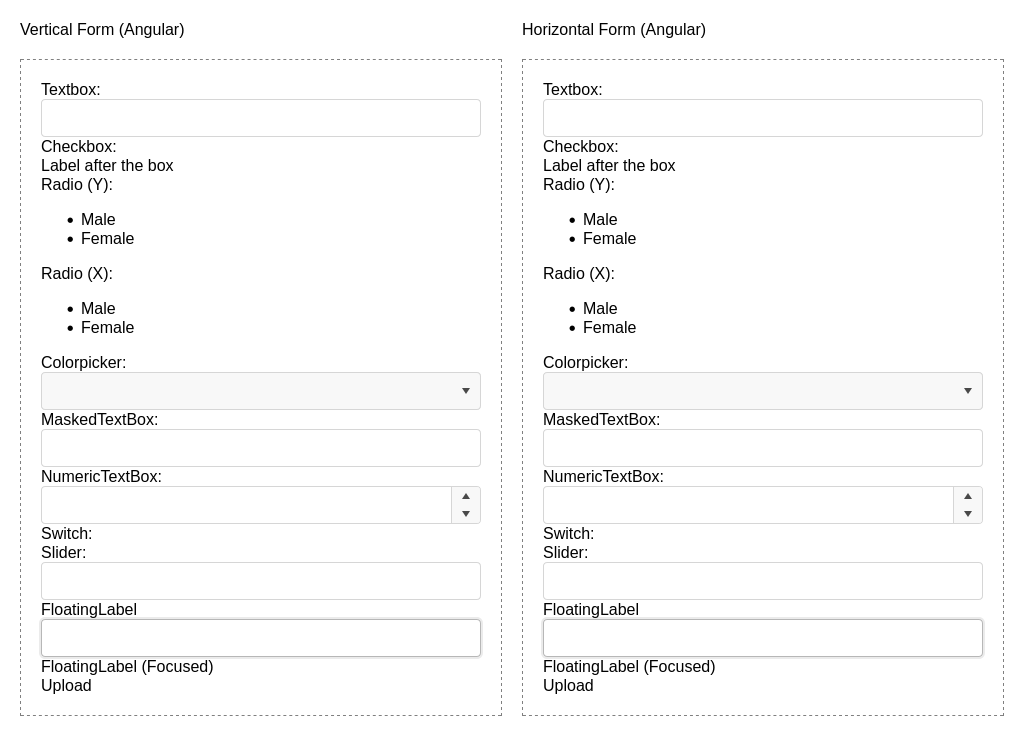 Vertical Form (Angular)
Textbox:
Checkbox:
Label after the box
Radio (Y):
Male
Female
Radio (X):
Male
Female
Colorpicker:
MaskedTextBox:
NumericTextBox:
Switch:
Slider:
FloatingLabel
FloatingLabel (Focused)
Upload
Horizontal Form (Angular)
Textbox:
Checkbox:
Label after the box
Radio (Y):
Male
Female
Radio (X):
Male
Female
Colorpicker:
MaskedTextBox:
NumericTextBox:
Switch:
Slider:
FloatingLabel
FloatingLabel (Focused)
Upload